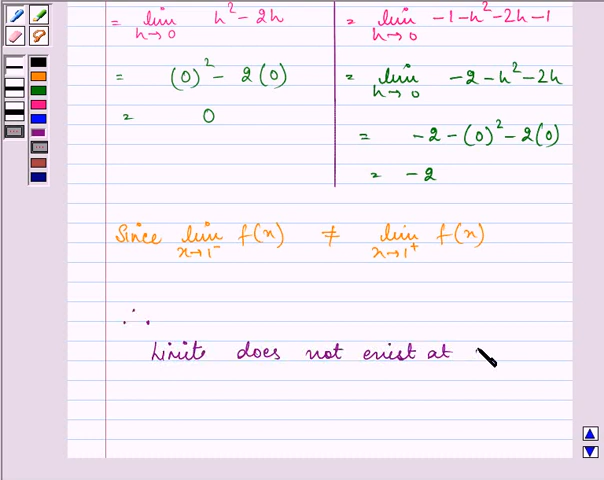 = lim h→0 h² - 2h
= (0)² - 2(0)
= 0
= lim h→0 -1-h²-2h-1
= lim h→0 -2-h²-2h
= -2-(0)²-2(0)
= -2
Since lim x→1⁻ f(x) ≠ lim x→1⁺ f(x)
∴
Limit does not exist at